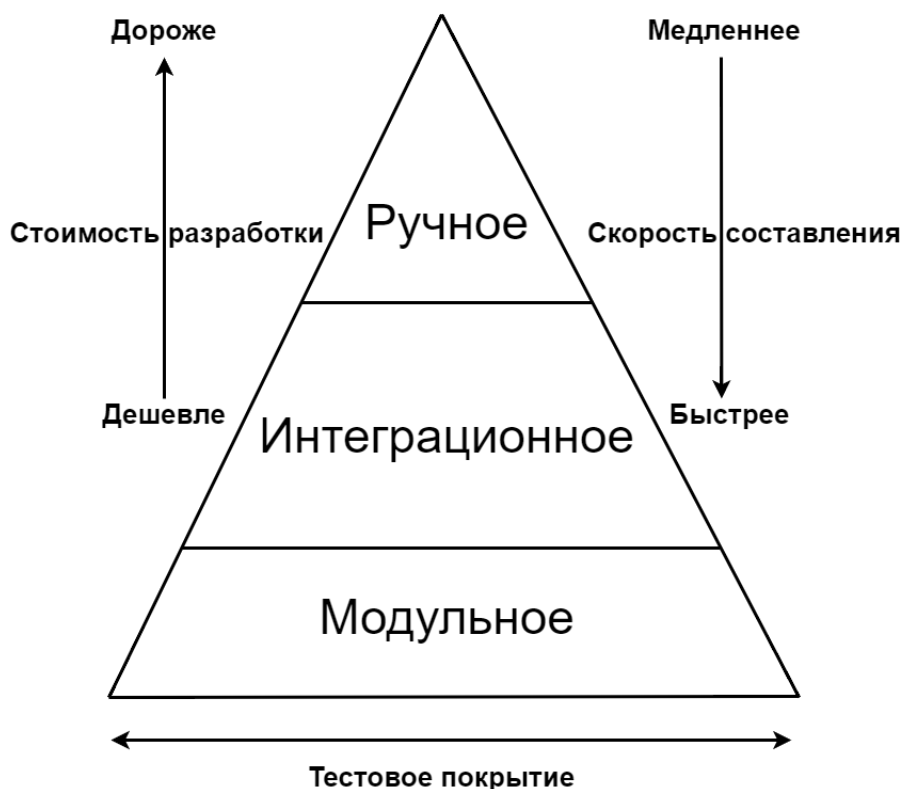 Дороже
Медленнее
Ручное
Стоимость разработки
Скорость составления
Дешевле
Быстрее
Интеграционное
Модульное
Тестовое покрытие